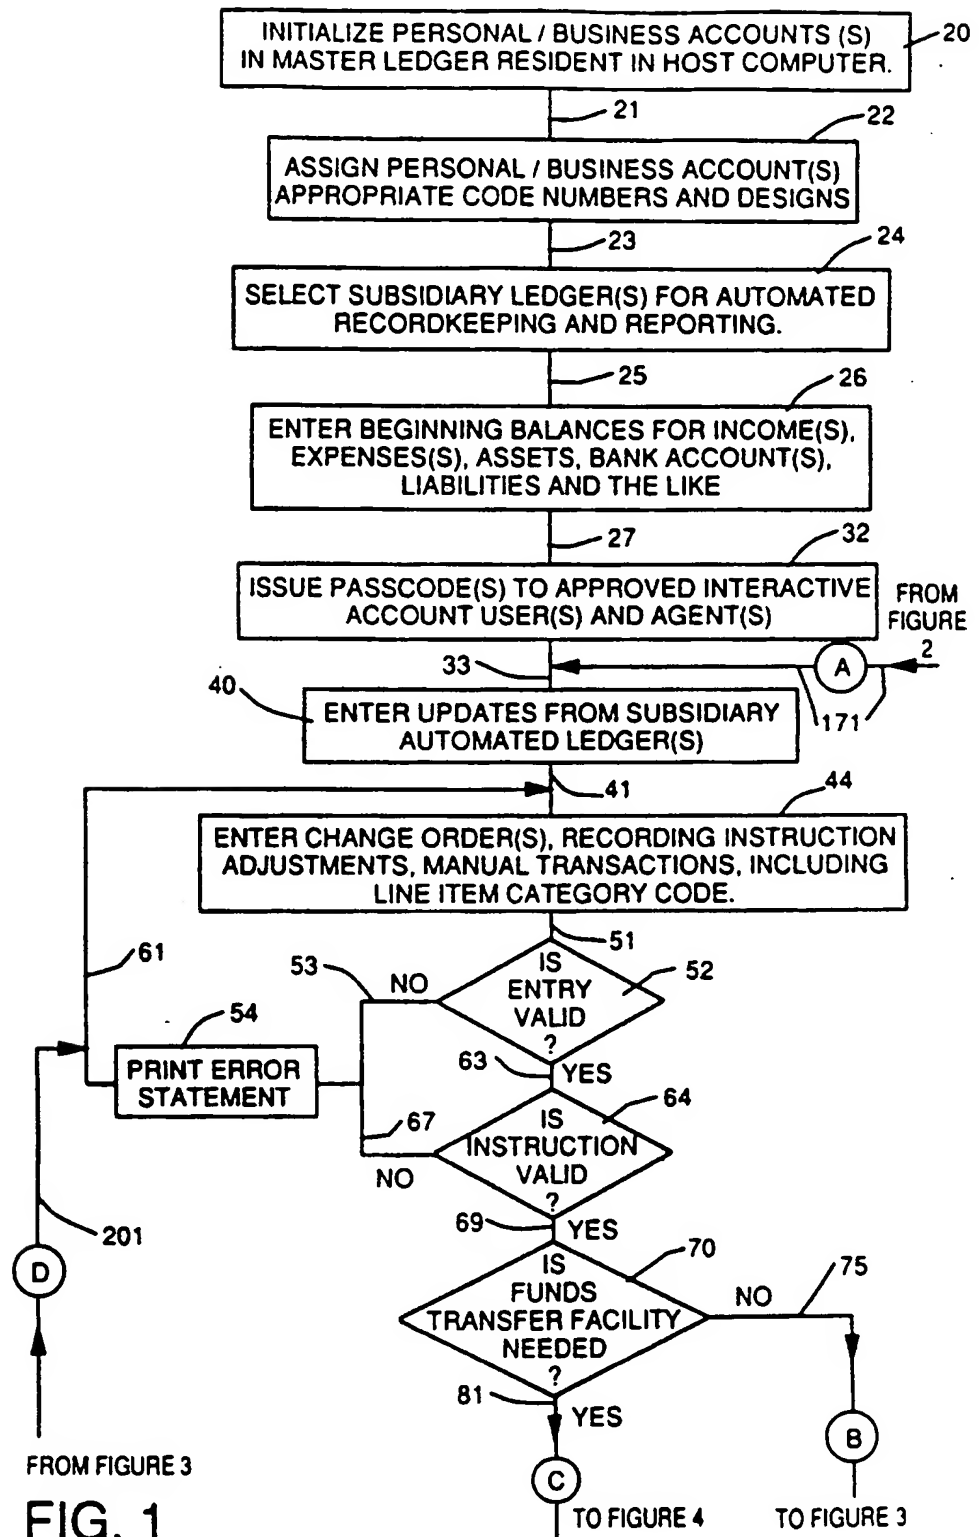 INITIALIZE PERSONAL / BUSINESS ACCOUNTS (S)
IN MASTER LEDGER RESIDENT IN HOST COMPUTER.
20
21
22
ASSIGN PERSONAL / BUSINESS ACCOUNT(S)
APPROPRIATE CODE NUMBERS AND DESIGNS
23
24
SELECT SUBSIDIARY LEDGER(S) FOR AUTOMATED
RECORDKEEPING AND REPORTING.
25
26
ENTER BEGINNING BALANCES FOR INCOME(S),
EXPENSES(S), ASSETS, BANK ACCOUNT(S),
LIABILITIES AND THE LIKE
27
32
ISSUE PASSCODE(S) TO APPROVED INTERACTIVE
ACCOUNT USER(S) AND AGENT(S)
FROM
FIGURE
2
33
A
171
40
ENTER UPDATES FROM SUBSIDIARY
AUTOMATED LEDGER(S)
41
44
ENTER CHANGE ORDER(S), RECORDING INSTRUCTION
ADJUSTMENTS, MANUAL TRANSACTIONS, INCLUDING
LINE ITEM CATEGORY CODE.
51
61
53
NO
IS
ENTRY
VALID
?
52
54
PRINT ERROR
STATEMENT
63
YES
64
67
NO
IS
INSTRUCTION
VALID
?
69
YES
201
D
70
IS
FUNDS
TRANSFER FACILITY
NEEDED
?
NO
75
81
YES
B
C
FROM FIGURE 3
FIG. 1
TO FIGURE 4
TO FIGURE 3